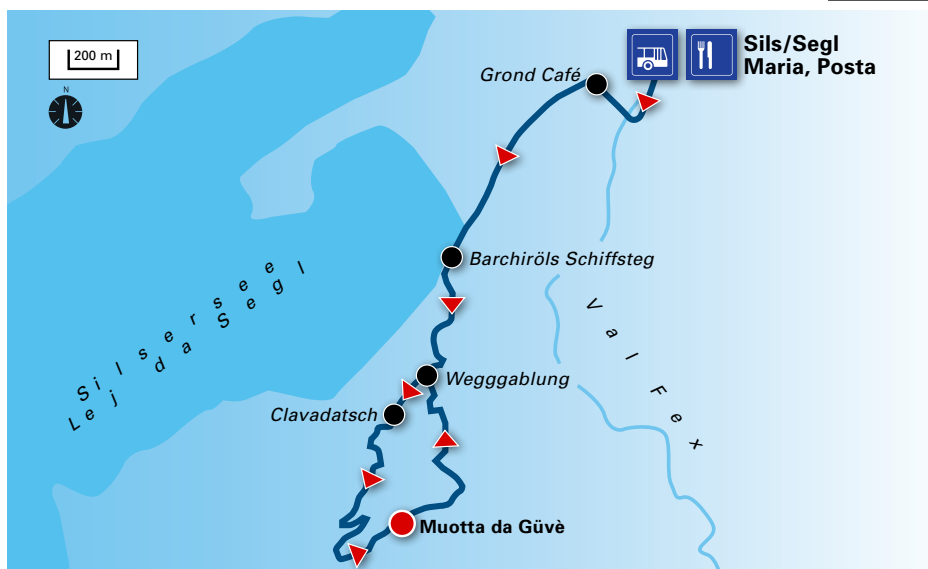 200 m
N
Sils/Segl
Maria, Posta
Grond Café
Barchiröls Schiffsteg
Silsersee
Lej da Segl
Val Fex
Wegggablung
Clavadatsch
Muotta da Güvè